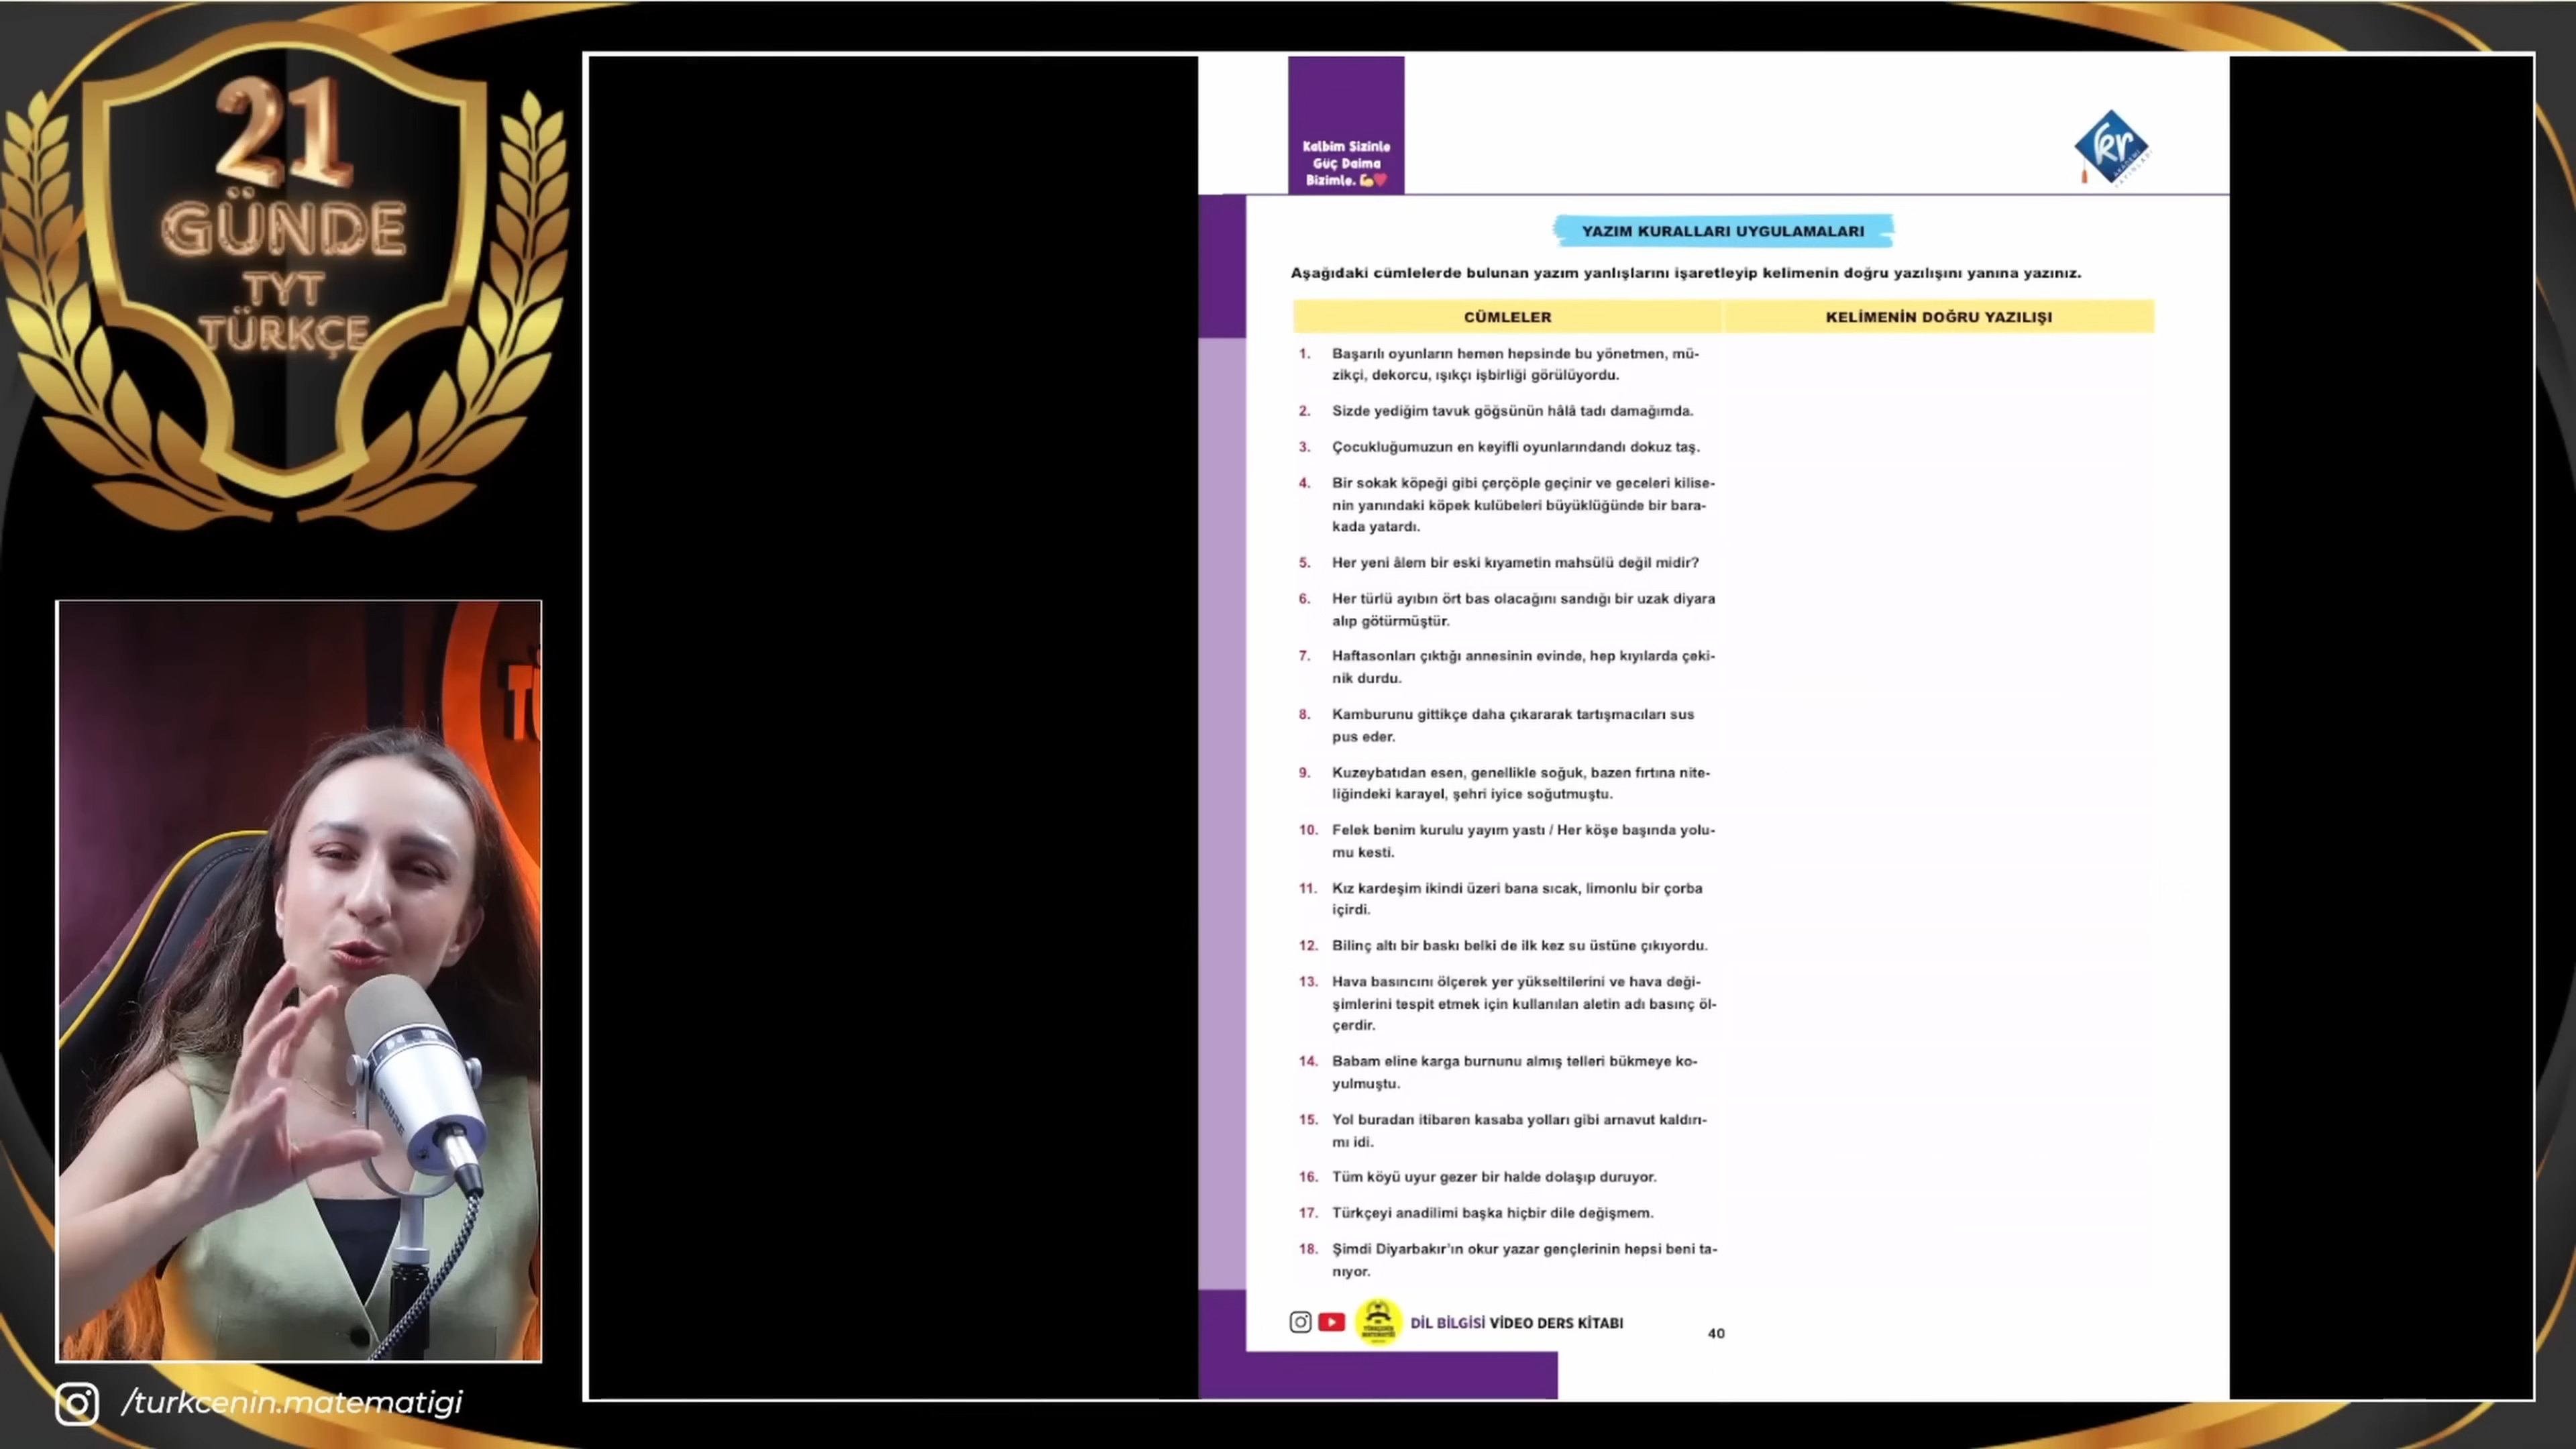 21
GÜNDE
TYT
TÜRKÇE
/turkcenin.matematigi
Kalbim Sizinle
Güç Daima
Bizimle. 💪❤️
kr
YAZIM KURALLARI UYGULAMALARI
Aşağıdaki cümlelerde bulunan yazım yanlışlarını işaretleyip kelimenin doğru yazılışını yanına yazınız.
CÜMLELER KELİMENİN DOĞRU YAZILIŞI
1. Başarılı oyunların hemen hepsinde bu yönetmen, mü-
zikçi, dekorcu, ışıkçı işbirliği görülüyordu.
2. Sizde yediğim tavuk göğsünün hâlâ tadı damağımda.
3. Çocukluğumuzun en keyifli oyunlarındandı dokuz taş.
4. Bir sokak köpeği gibi çerçöple geçinir ve geceleri kilise-
nin yanındaki köpek kulübeleri büyüklüğünde bir bara-
kada yatardı.
5. Her yeni âlem bir eski kıyametin mahsülü değil midir?
6. Her türlü ayıbın ört bas olacağını sandığı bir uzak diyara
alıp götürmüştür.
7. Haftasonları çıktığı annesinin evinde, hep kıyılarda çeki-
nik durdu.
8. Kamburunu gittikçe daha çıkararak tartışmacıları sus
pus eder.
9. Kuzeybatıdan esen, genellikle soğuk, bazen fırtına nite-
liğindeki karayel, şehri iyice soğutmuştu.
10. Felek benim kurulu yayım yastı / Her köşe başında yolu-
mu kesti.
11. Kız kardeşim ikindi üzeri bana sıcak, limonlu bir çorba
içirdi.
12. Bilinç altı bir baskı belki de ilk kez su üstüne çıkıyordu.
13. Hava basıncını ölçerek yer yükseltilerini ve hava deği-
şimlerini tespit etmek için kullanılan aletin adı basınç öl-
çerdir.
14. Babam eline karga burnunu almış telleri bükmeye ko-
yulmuştu.
15. Yol buradan itibaren kasaba yolları gibi arnavut kaldırı-
mı idi.
16. Tüm köyü uyur gezer bir halde dolaşıp duruyor.
17. Türkçeyi anadilimi başka hiçbir dile değişmem.
18. Şimdi Diyarbakır'ın okur yazar gençlerinin hepsi beni ta-
nıyor.
DİL BİLGİSİ VİDEO DERS KİTABI
40